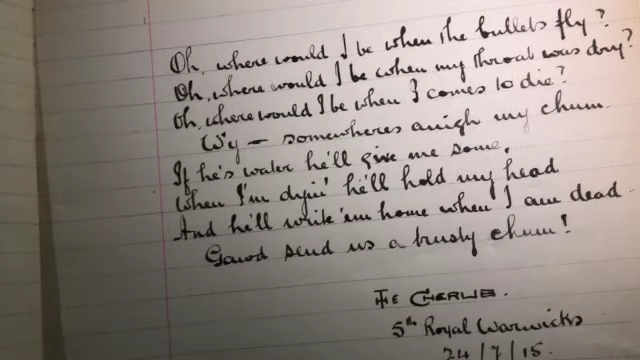 Oh, where would I be when the bullets fly?
Oh, where would I be when my throat was dry?
Oh, where would I be when I comes to die?
W'y — somewheres anigh my chum.
If he's water he'll give me some,
When I'm dyin' he'll hold my head
And he'll write 'em home when I am dead.
Gawd send us a trusty chum!
THE CHERUB.
5th Royal Warwicks
24/7/15.